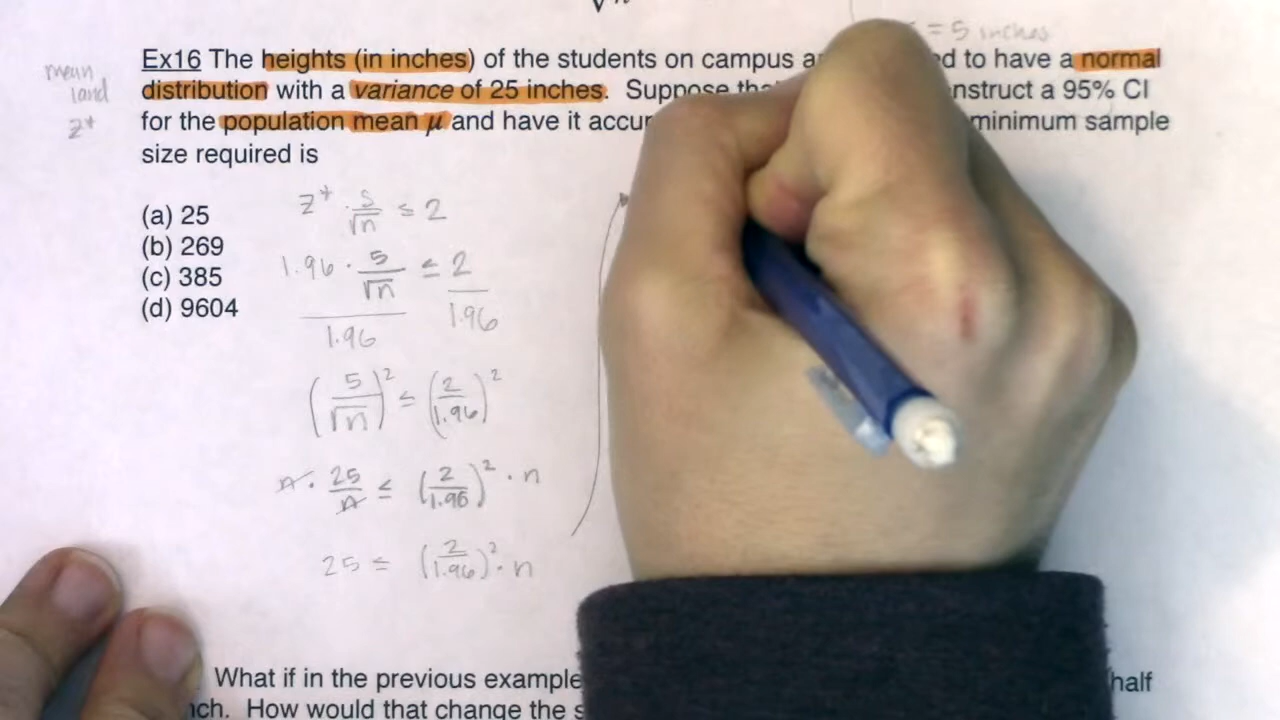 √n
= 5 inches
mean
land
z*
Ex16 The heights (in inches) of the students on campus a ed to have a normal
distribution with a variance of 25 inches. Suppose nstruct a 95% CI
for the population mean μ and have it minimum sample
size required is
(a) 25
(b) 269
(c) 385
(d) 9604
z* · 5/√n ≤ 2
1.96 · 5/√n ≤ 2
1.96 1.96
(5/√n)² ≤ (2/1.96)²
n · 25/n ≤ (2/1.96)² · n
25 ≤ (2/1.96)² · n
What if in the previous example half
nch. How would that change the s